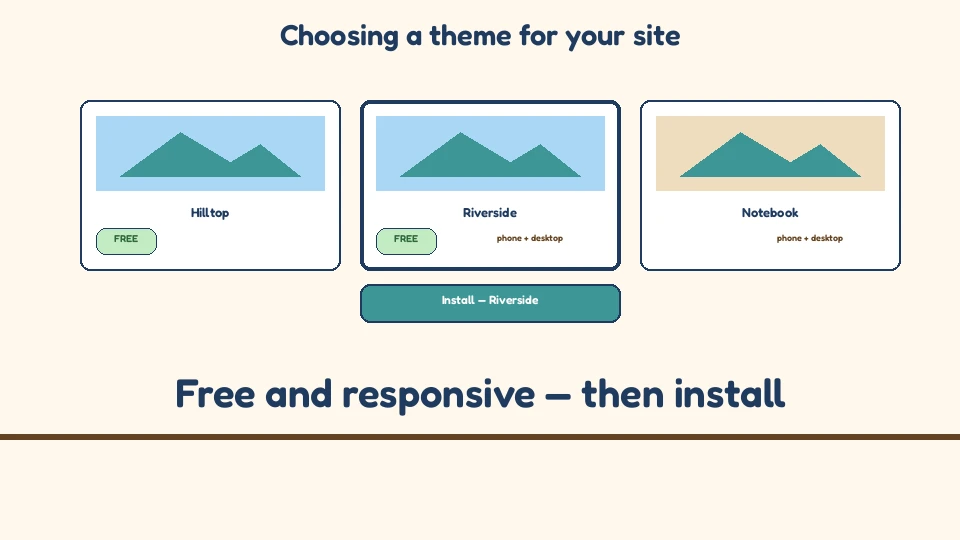 Choosing a theme for your site
Hilltop
Riverside
Notebook
FREE
FREE
phone + desktop
phone + desktop
Install — Riverside
Free and responsive — then install